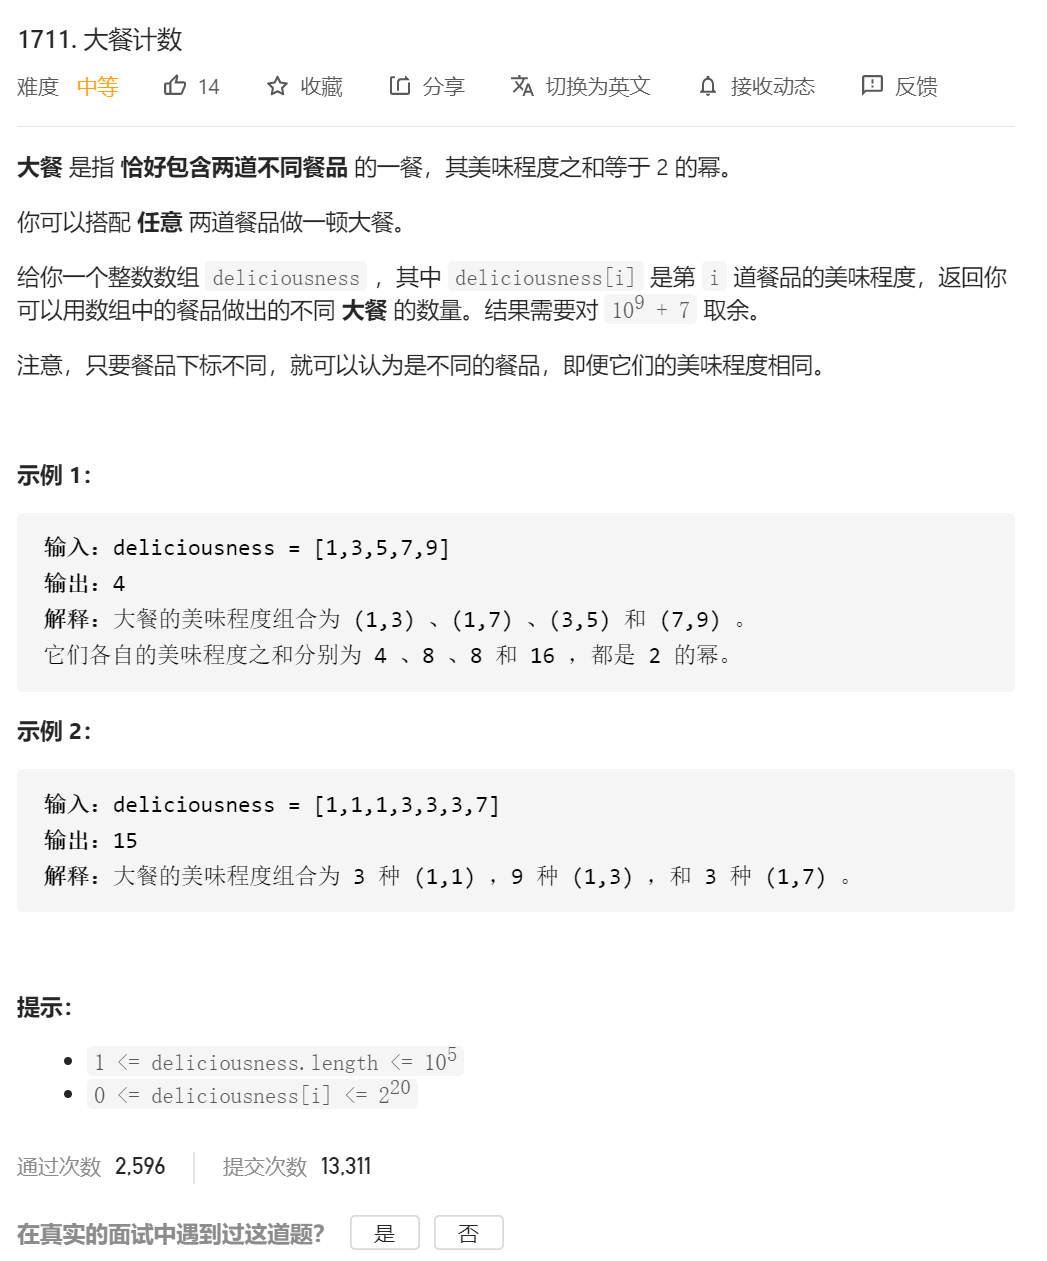 1711. 大餐计数
难度 中等 14 收藏 分享 切换为英文 接收动态 反馈
大餐 是指 恰好包含两道不同餐品 的一餐，其美味程度之和等于 2 的幂。
你可以搭配 任意 两道餐品做一顿大餐。
给你一个整数数组 deliciousness ，其中 deliciousness[i] 是第 i 道餐品的美味程度，返回你
可以用数组中的餐品做出的不同 大餐 的数量。结果需要对 10⁹ + 7 取余。
注意，只要餐品下标不同，就可以认为是不同的餐品，即便它们的美味程度相同。
示例 1：
输入：deliciousness = [1,3,5,7,9]
输出：4
解释：大餐的美味程度组合为 (1,3) 、(1,7) 、(3,5) 和 (7,9) 。
它们各自的美味程度之和分别为 4 、8 、8 和 16 ，都是 2 的幂。
示例 2：
输入：deliciousness = [1,1,1,3,3,3,7]
输出：15
解释：大餐的美味程度组合为 3 种 (1,1) ，9 种 (1,3) ，和 3 种 (1,7) 。
提示：
• 1 <= deliciousness.length <= 10⁵
• 0 <= deliciousness[i] <= 2²⁰
通过次数 2,596 提交次数 13,311
在真实的面试中遇到过这道题？ 是 否